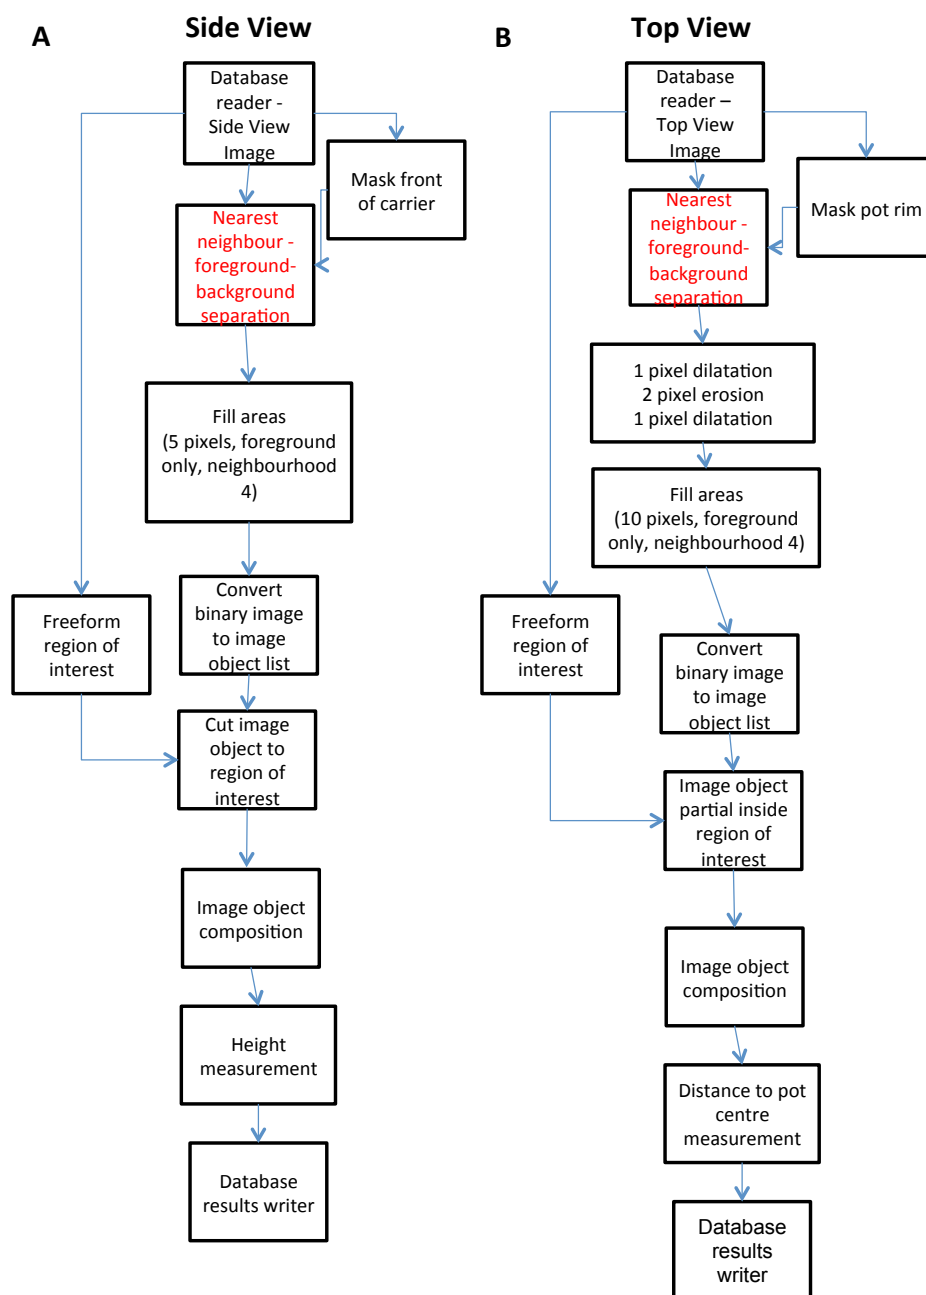 A
Side View
Database
reader -
Side View
Image
Mask front
of carrier
Nearest
neighbour -
foreground-
background
separation
Fill areas
(5 pixels, foreground
only, neighbourhood
4)
Freeform
region of
interest
Convert
binary image
to image
object list
Cut image
object to
region of
interest
Image object
composition
Height
measurement
Database
results writer
B
Top View
Database
reader –
Top View
Image
Mask pot rim
Nearest
neighbour -
foreground-
background
separation
1 pixel dilatation
2 pixel erosion
1 pixel dilatation
Fill areas
(10 pixels, foreground
only, neighbourhood 4)
Freeform
region of
interest
Convert
binary image
to image
object list
Image object
partial inside
region of
interest
Image object
composition
Distance to pot
centre
measurement
Database
results
writer